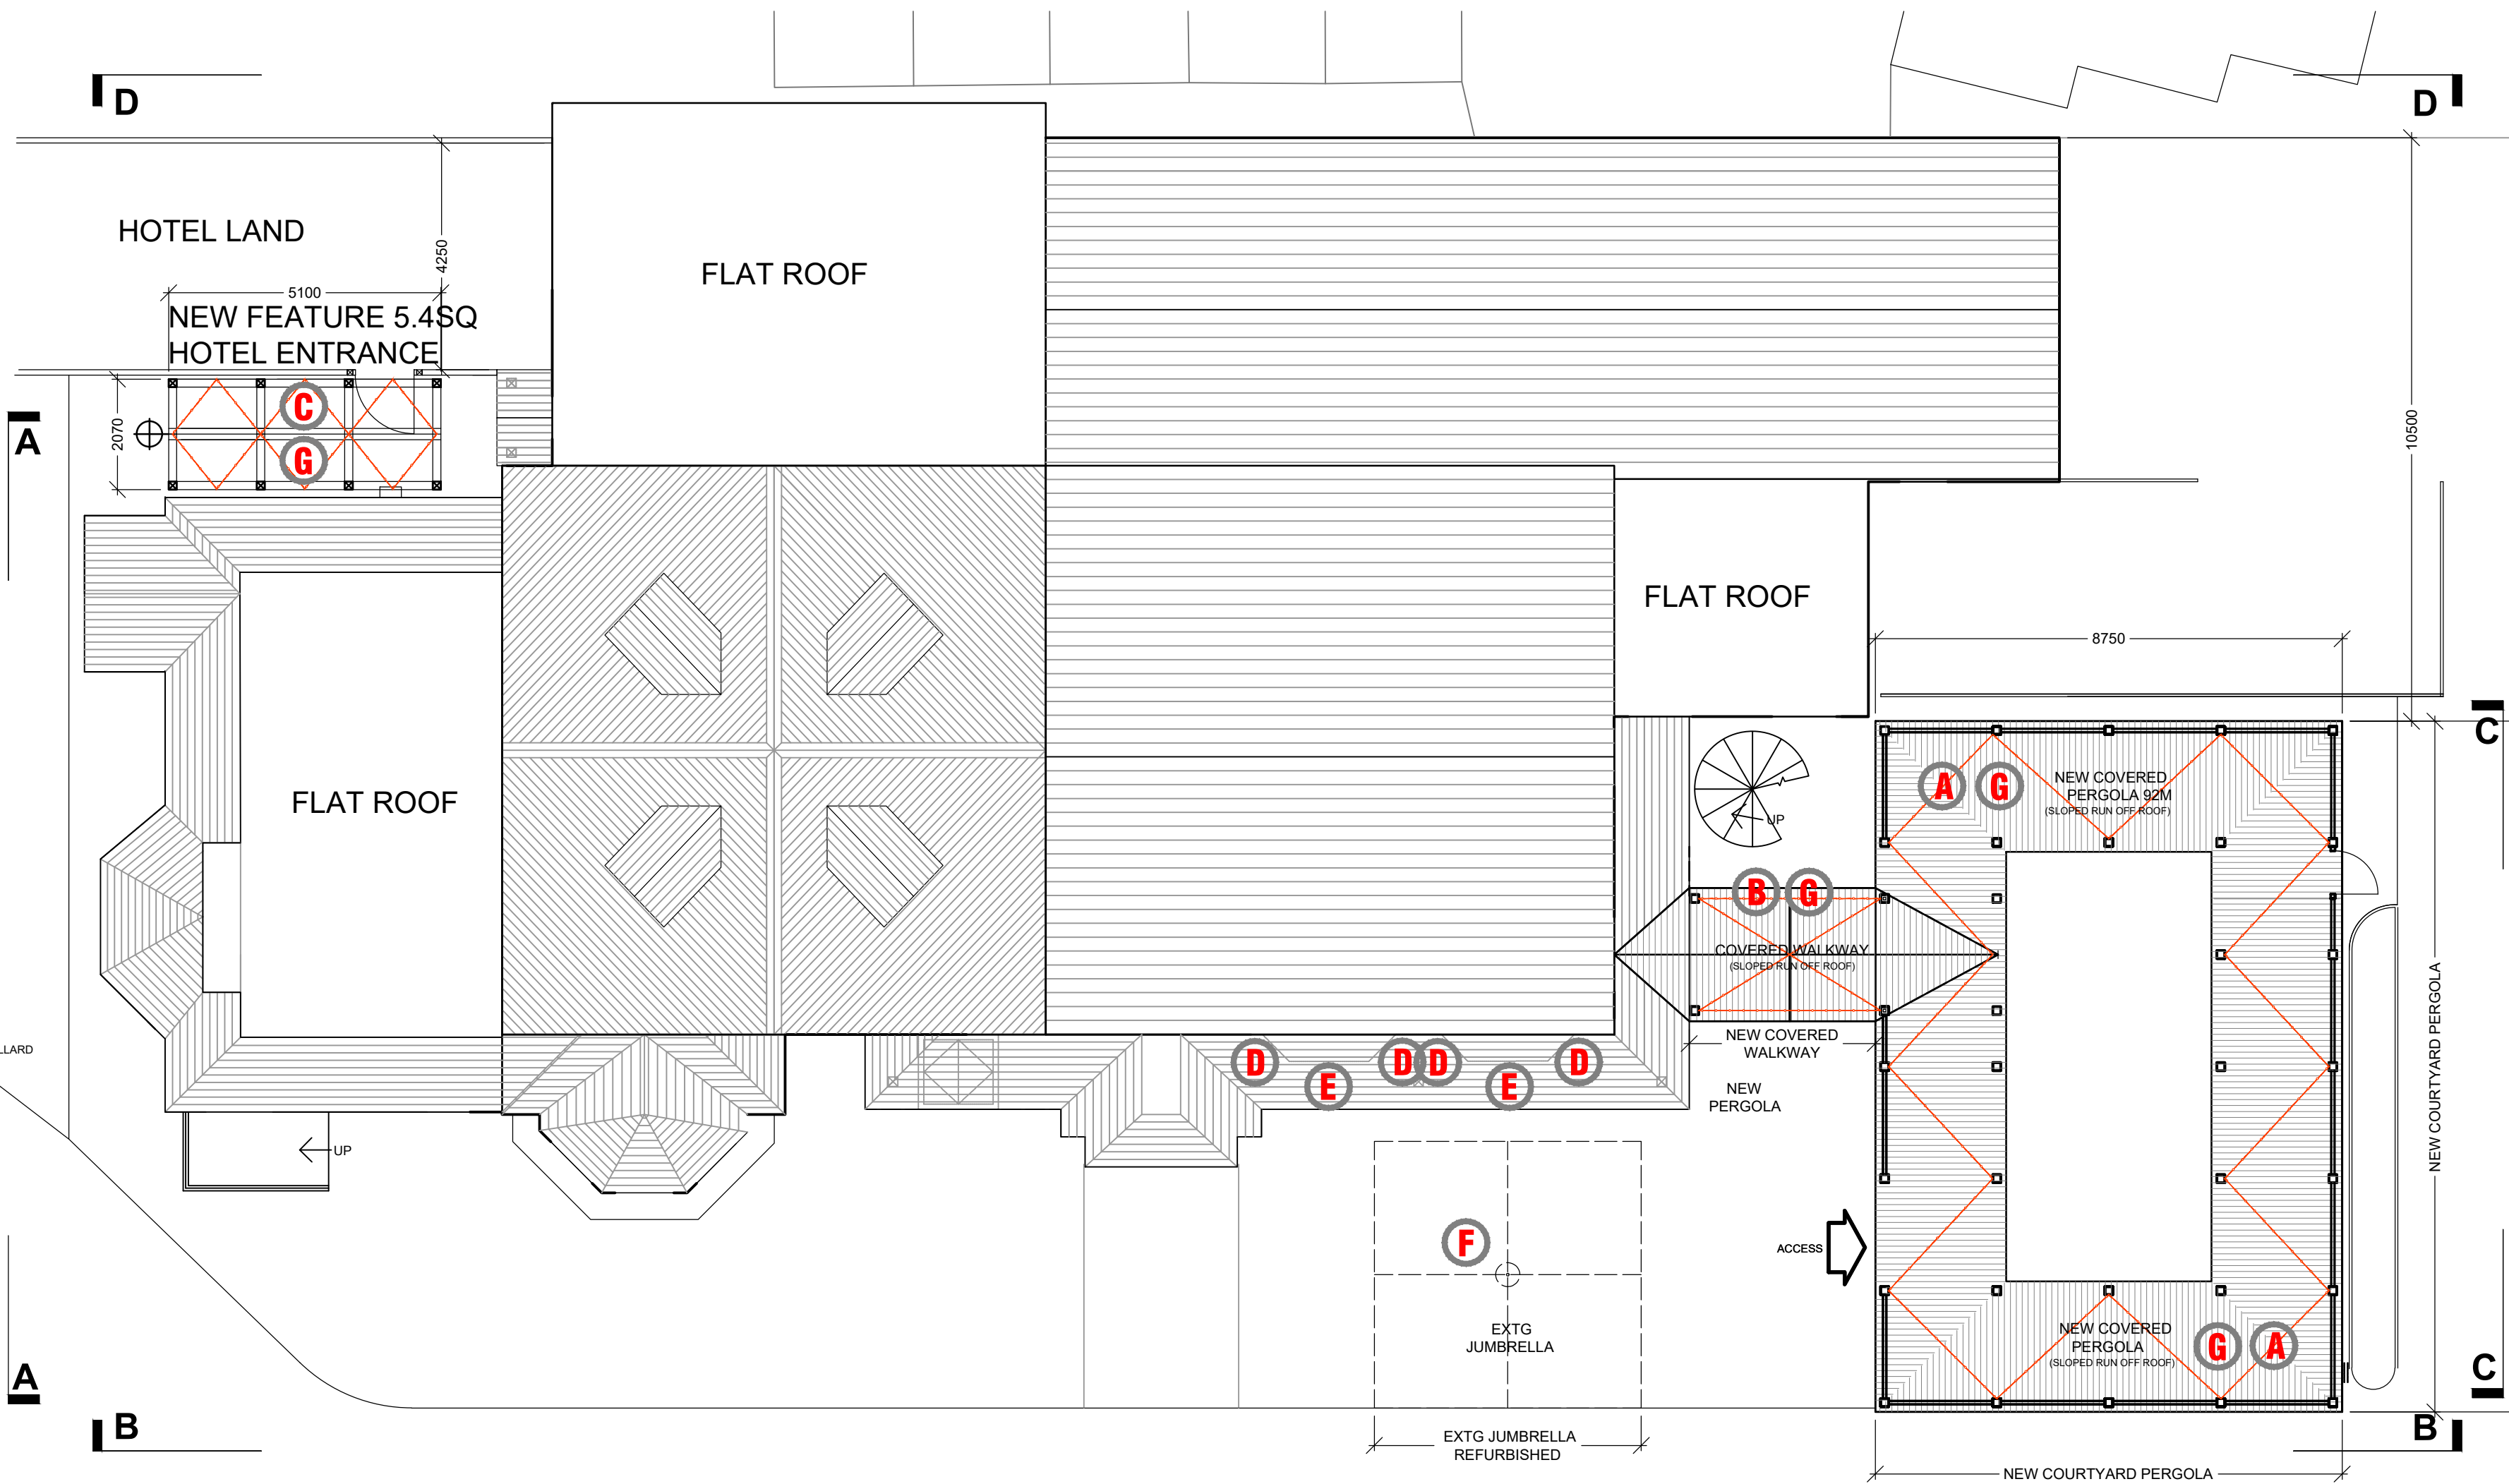 D
D
HOTEL LAND
4250
FLAT ROOF
5100
NEW FEATURE 5.4SQ
HOTEL ENTRANCE
2070
C
G
A
10500
FLAT ROOF
8750
C
FLAT ROOF
UP
A
G
NEW COVERED
PERGOLA 92M
(SLOPED RUN OFF ROOF)
B
G
COVERED WALKWAY
(SLOPED RUN OFF ROOF)
NEW COVERED
WALKWAY
NEW
PERGOLA
NEW COURTYARD PERGOLA
LLARD
D
E
D
D
E
D
UP
F
ACCESS
EXTG
JUMBRELLA
NEW COVERED
PERGOLA
(SLOPED RUN OFF ROOF)
G
A
A
C
B
B
EXTG JUMBRELLA
REFURBISHED
NEW COURTYARD PERGOLA